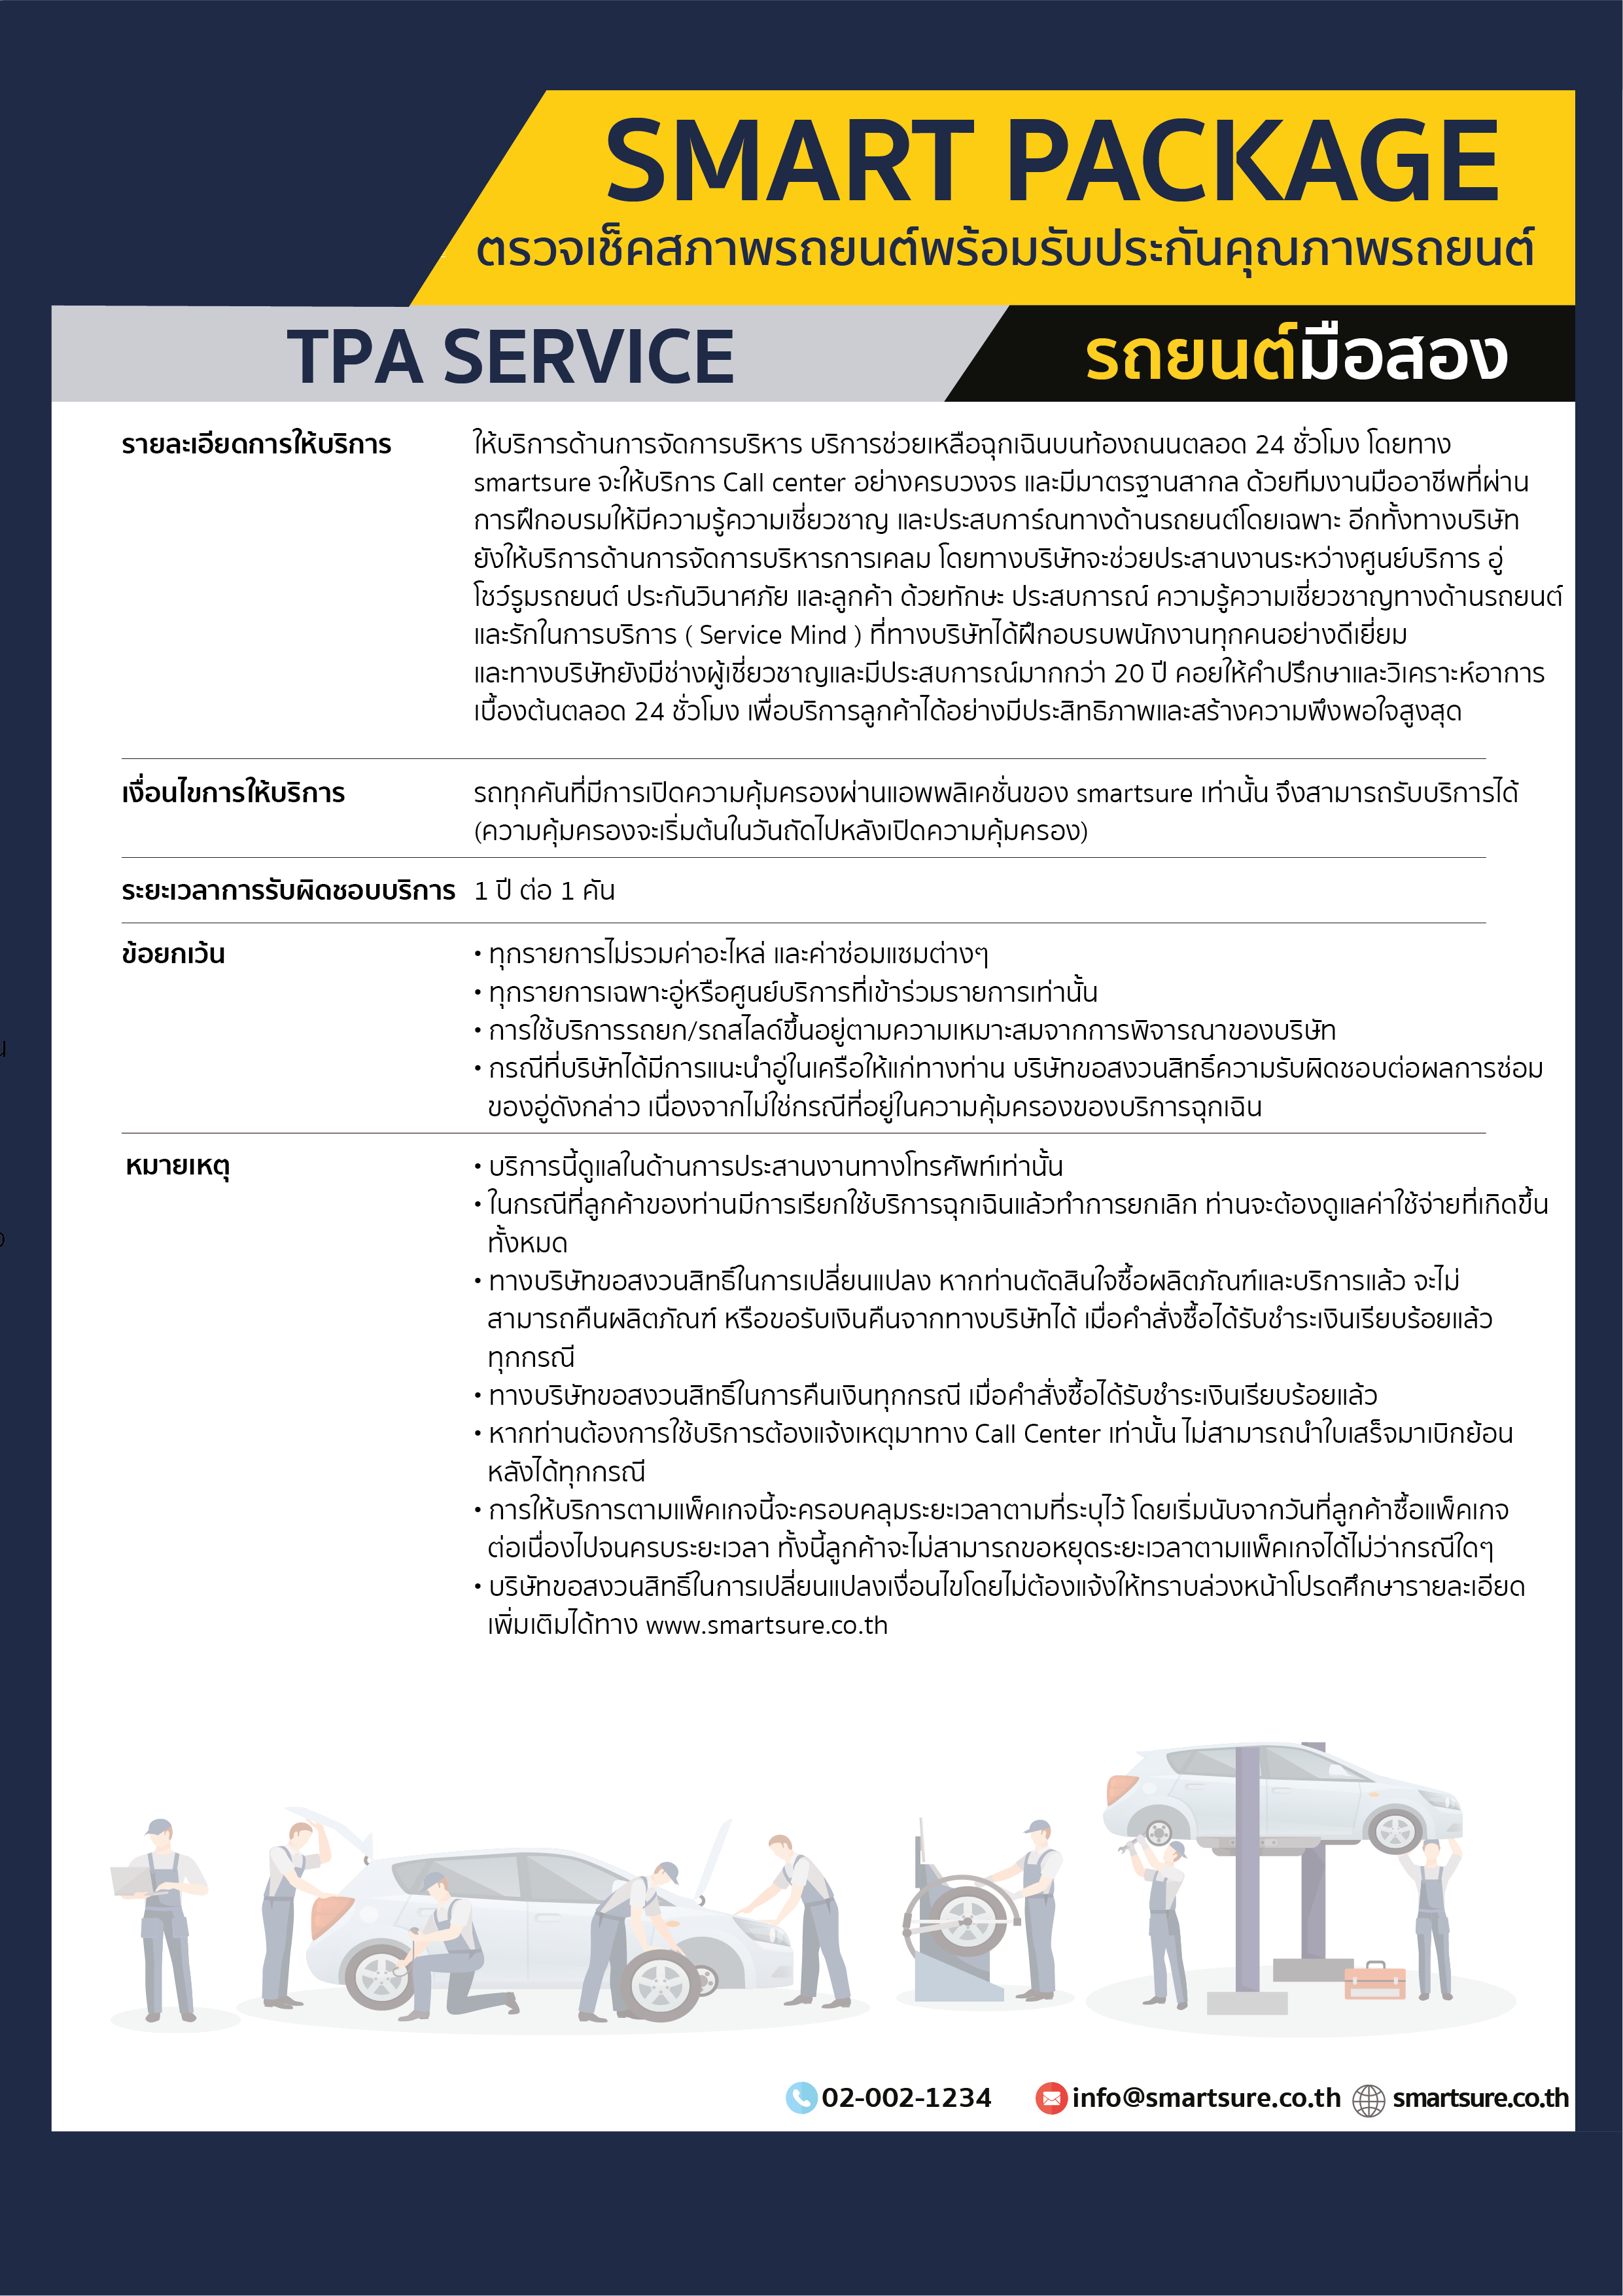 SMART PACKAGE
ตรวจเช็คสภาพรถยนต์พร้อมรับประกันคุณภาพรถยนต์
TPA SERVICE
รถยนต์มือสอง
รายละเอียดการให้บริการ
ให้บริการด้านการจัดการบริหาร บริการช่วยเหลือฉุกเฉินบนท้องถนนตลอด 24 ชั่วโมง โดยทาง
smartsure จะให้บริการ Call center อย่างครบวงจร และมีมาตรฐานสากล ด้วยทีมงานมืออาชีพที่ผ่าน
การฝึกอบรมให้มีความรู้ความเชี่ยวชาญ และประสบการ์ณทางด้านรถยนต์โดยเฉพาะ อีกทั้งทางบริษัท
ยังให้บริการด้านการจัดการบริหารการเคลม โดยทางบริษัทจะช่วยประสานงานระหว่างศูนย์บริการ อู่
โชว์รูมรถยนต์ ประกันวินาศภัย และลูกค้า ด้วยทักษะ ประสบการณ์ ความรู้ความเชี่ยวชาญทางด้านรถยนต์
และรักในการบริการ ( Service Mind ) ที่ทางบริษัทได้ฝึกอบรบพนักงานทุกคนอย่างดีเยี่ยม
และทางบริษัทยังมีช่างผู้เชี่ยวชาญและมีประสบการณ์มากกว่า 20 ปี คอยให้คำปรึกษาและวิเคราะห์อาการ
เบื้องต้นตลอด 24 ชั่วโมง เพื่อบริการลูกค้าได้อย่างมีประสิทธิภาพและสร้างความพึงพอใจสูงสุด
เงื่อนไขการให้บริการ
รถทุกคันที่มีการเปิดความคุ้มครองผ่านแอพพลิเคชั่นของ smartsure เท่านั้น จึงสามารถรับบริการได้
(ความคุ้มครองจะเริ่มต้นในวันถัดไปหลังเปิดความคุ้มครอง)
ระยะเวลาการรับผิดชอบบริการ 1 ปี ต่อ 1 คัน
ข้อยกเว้น
• ทุกรายการไม่รวมค่าอะไหล่ และค่าซ่อมแซมต่างๆ
• ทุกรายการเฉพาะอู่หรือศูนย์บริการที่เข้าร่วมรายการเท่านั้น
• การใช้บริการรถยก/รถสไลด์ขึ้นอยู่ตามความเหมาะสมจากการพิจารณาของบริษัท
• กรณีที่บริษัทได้มีการแนะนำอู่ในเครือให้แก่ทางท่าน บริษัทขอสงวนสิทธิ์ความรับผิดชอบต่อผลการซ่อม
ของอู่ดังกล่าว เนื่องจากไม่ใช่กรณีที่อยู่ในความคุ้มครองของบริการฉุกเฉิน
หมายเหตุ
• บริการนี้ดูแลในด้านการประสานงานทางโทรศัพท์เท่านั้น
• ในกรณีที่ลูกค้าของท่านมีการเรียกใช้บริการฉุกเฉินแล้วทำการยกเลิก ท่านจะต้องดูแลค่าใช้จ่ายที่เกิดขึ้น
ทั้งหมด
• ทางบริษัทขอสงวนสิทธิ์ในการเปลี่ยนแปลง หากท่านตัดสินใจซื้อผลิตภัณฑ์และบริการแล้ว จะไม่
สามารถคืนผลิตภัณฑ์ หรือขอรับเงินคืนจากทางบริษัทได้ เมื่อคำสั่งซื้อได้รับชำระเงินเรียบร้อยแล้ว
ทุกกรณี
• ทางบริษัทขอสงวนสิทธิ์ในการคืนเงินทุกกรณี เมื่อคำสั่งซื้อได้รับชำระเงินเรียบร้อยแล้ว
• หากท่านต้องการใช้บริการต้องแจ้งเหตุมาทาง Call Center เท่านั้น ไม่สามารถนำใบเสร็จมาเบิกย้อน
หลังได้ทุกกรณี
• การให้บริการตามแพ็คเกจนี้จะครอบคลุมระยะเวลาตามที่ระบุไว้ โดยเริ่มนับจากวันที่ลูกค้าซื้อแพ็คเกจ
ต่อเนื่องไปจนครบระยะเวลา ทั้งนี้ลูกค้าจะไม่สามารถขอหยุดระยะเวลาตามแพ็คเกจได้ไม่ว่ากรณีใดๆ
• บริษัทขอสงวนสิทธิ์ในการเปลี่ยนแปลงเงื่อนไขโดยไม่ต้องแจ้งให้ทราบล่วงหน้าโปรดศึกษารายละเอียด
เพิ่มเติมได้ทาง www.smartsure.co.th
02-002-1234 info@smartsure.co.th smartsure.co.th